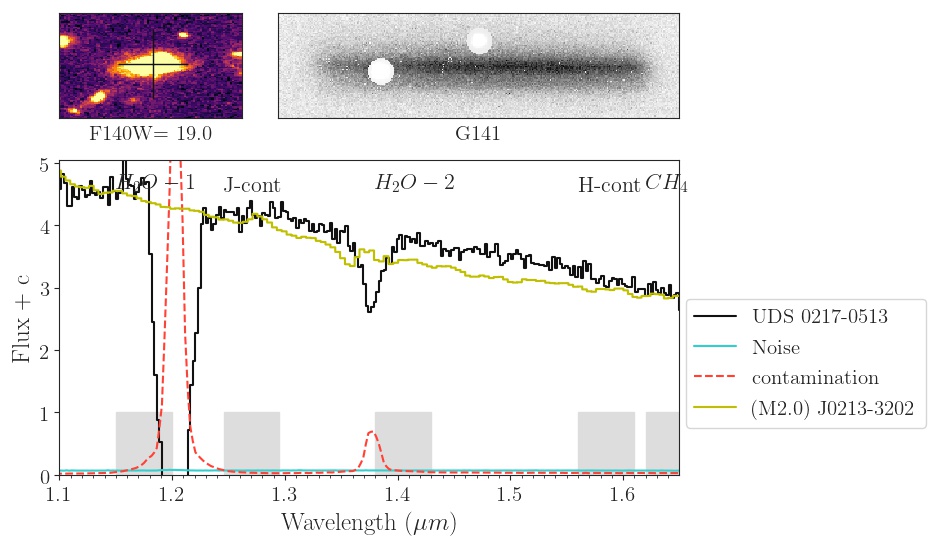 F140W= 19.0
G141
H₂O − 1
J-cont
H₂O − 2
H-cont
CH₄
5
4
3
2
1
0
Flux + c
1.1
1.2
1.3
1.4
1.5
1.6
Wavelength (μm)
UDS 0217-0513
Noise
contamination
(M2.0) J0213-3202